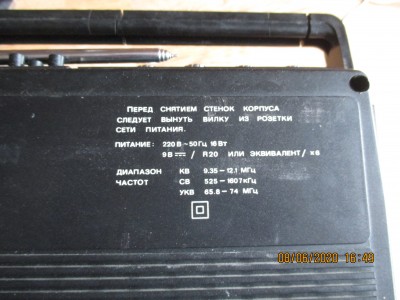 ПЕРЕД СНЯТИЕМ СТЕНОК КОРПУСА
СЛЕДУЕТ ВЫНУТЬ ВИЛКУ ИЗ РОЗЕТКИ
СЕТИ ПИТАНИЯ.
ПИТАНИЕ: 220 В ~ 50 Гц 16 Вт
9 В ⎓ / R20 ИЛИ ЭКВИВАЛЕНТ / ×6
ДИАПАЗОН КВ 9.35 – 12.1 МГц
ЧАСТОТ СВ 525 – 1607 кГц
УКВ 65.8 – 74 МГц
08/06/2020 16:49